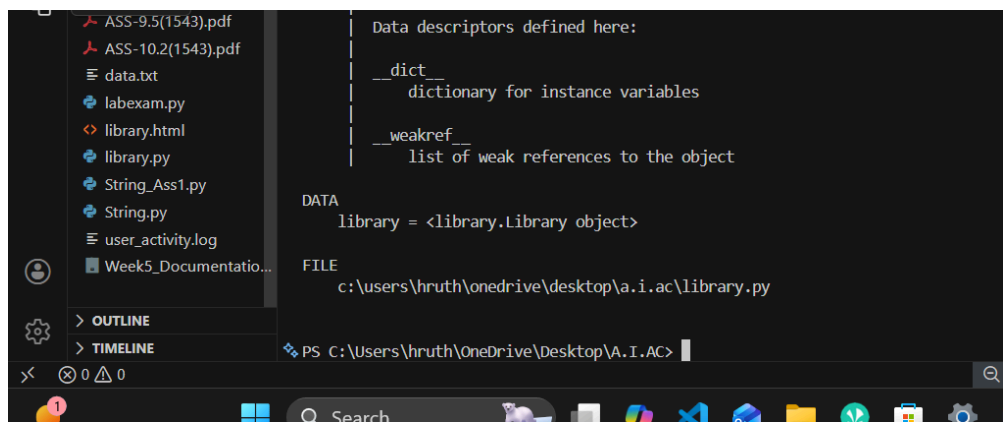 ASS-9.5(1543).pdf
ASS-10.2(1543).pdf
data.txt
labexam.py
library.html
library.py
String_Ass1.py
String.py
user_activity.log
Week5_Documentatio...
OUTLINE
TIMELINE
Data descriptors defined here:
__dict__
dictionary for instance variables
__weakref__
list of weak references to the object
DATA
library = <library.Library object>
FILE
c:\users\hruth\onedrive\desktop\a.i.ac\library.py
PS C:\Users\hruth\OneDrive\Desktop\A.I.AC>
0 0
1
Search